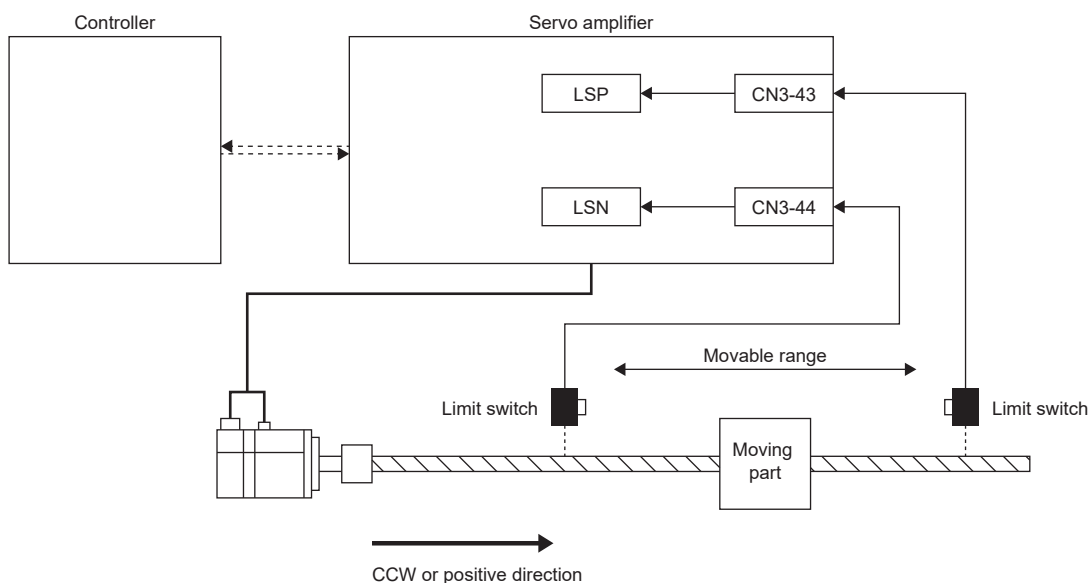 Controller
Servo amplifier
LSP
CN3-43
LSN
CN3-44
Movable range
Limit switch
Limit switch
Moving
part
CCW or positive direction